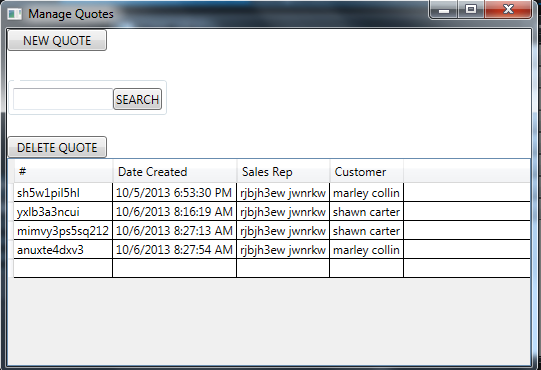 Manage Quotes
NEW QUOTE
SEARCH
DELETE QUOTE
# Date Created Sales Rep Customer
sh5w1pil5hl 10/5/2013 6:53:30 PM rjbjh3ew jwnrkw marley collin
yxlb3a3ncui 10/6/2013 8:16:19 AM rjbjh3ew jwnrkw shawn carter
mimvy3ps5sq212 10/6/2013 8:27:13 AM rjbjh3ew jwnrkw shawn carter
anuxte4dxv3 10/6/2013 8:27:54 AM rjbjh3ew jwnrkw marley collin